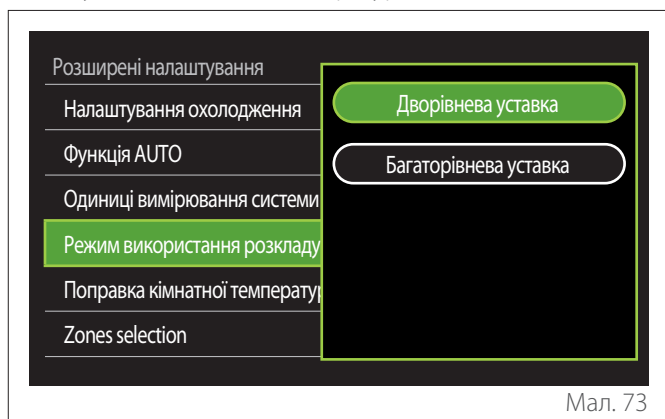 Розширені налаштування
Налаштування охолодження
Функція AUTO
Одиниці вимірювання системи
Режим використання розкладу
Поправка кімнатної температур
Zones selection
Дворівнева уставка
Багаторівнева уставка
Мал. 73